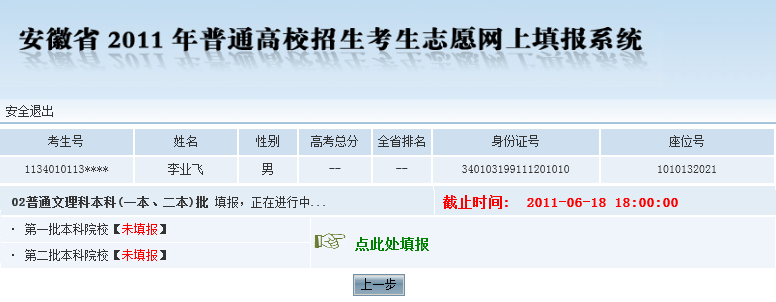 安徽省 2011 年普通高校招生考生志愿网上填报系统
安全退出
考生号 姓名 性别 高考总分 全省排名 身份证号 座位号
1134010113**** 李业飞 男 -- -- 340103199111201010 1010132021
02普通文理科本科(一本、二本)批 填报，正在进行中... 截止时间: 2011-06-18 18:00:00
· 第一批本科院校【未填报】
点此处填报
· 第二批本科院校【未填报】
上一步